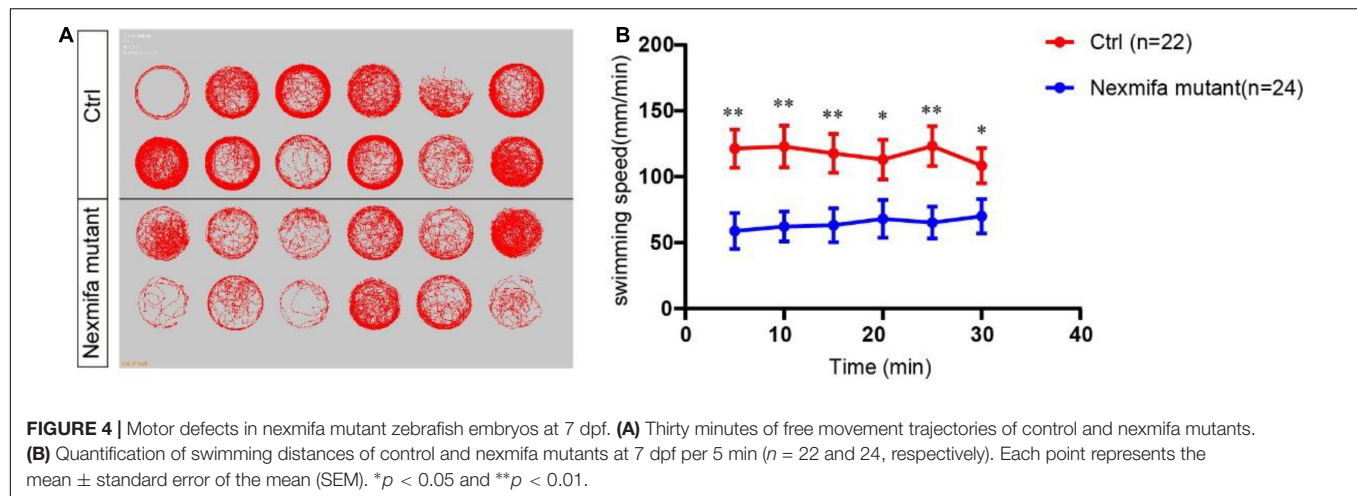 A
Ctrl
Nexmifa mutant
B
swimming speed(mm/min)
200
150
100
50
0
** ** ** * ** *
0 10 20 30 40
Time (min)
Ctrl (n=22)
Nexmifa mutant(n=24)
FIGURE 4 | Motor defects in nexmifa mutant zebrafish embryos at 7 dpf. (A) Thirty minutes of free movement trajectories of control and nexmifa mutants.
(B) Quantification of swimming distances of control and nexmifa mutants at 7 dpf per 5 min (n = 22 and 24, respectively). Each point represents the
mean ± standard error of the mean (SEM). *p < 0.05 and **p < 0.01.